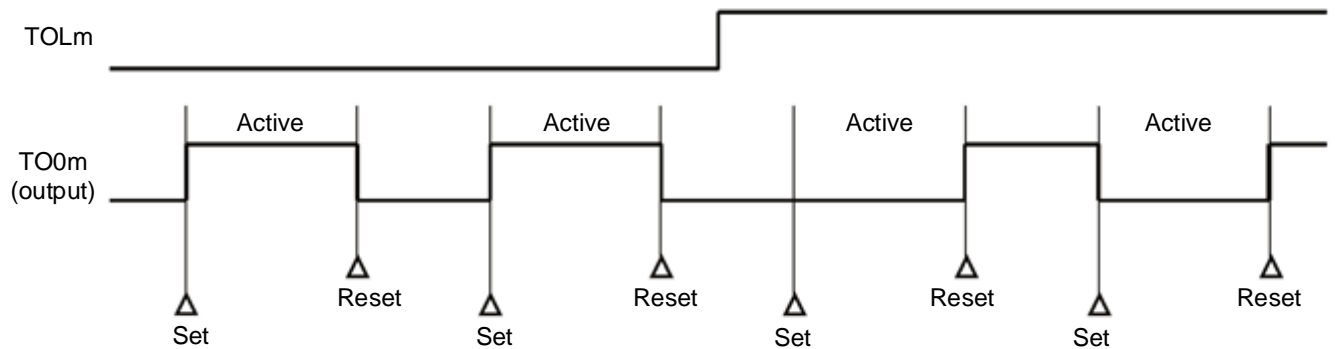 TOLm
Active Active Active Active
TO0m
(output)
Reset Reset Reset Reset
Set Set Set Set